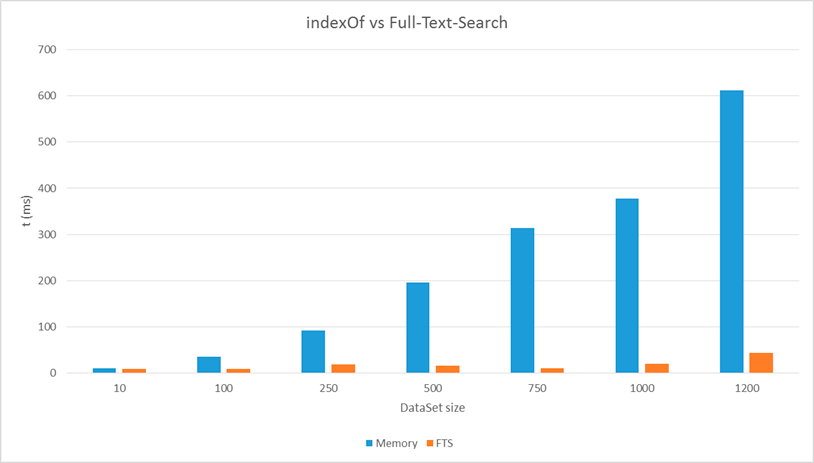 indexOf vs Full-Text-Search
700
600
500
400
300
200
100
0
t (ms)
10 100 250 500 750 1000 1200
DataSet size
Memory FTS